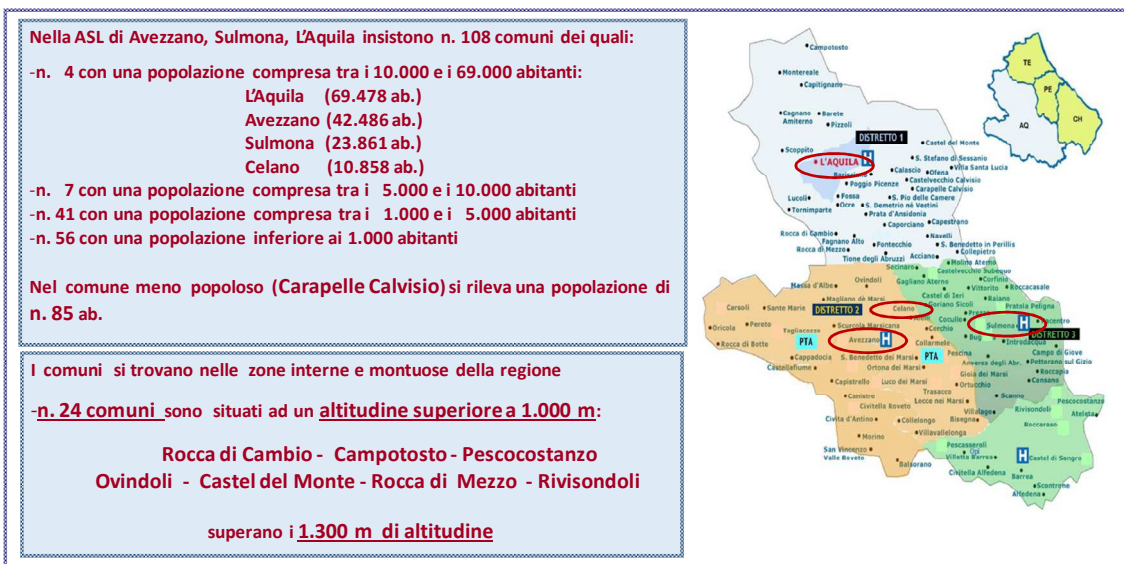 Nella ASL di Avezzano, Sulmona, L'Aquila insistono n. 108 comuni dei quali:
-n. 4 con una popolazione compresa tra i 10.000 e i 69.000 abitanti:
L'Aquila (69.478 ab.)
Avezzano (42.486 ab.)
Sulmona (23.861 ab.)
Celano (10.858 ab.)
-n. 7 con una popolazione compresa tra i 5.000 e i 10.000 abitanti
-n. 41 con una popolazione compresa tra i 1.000 e i 5.000 abitanti
-n. 56 con una popolazione inferiore ai 1.000 abitanti
Nel comune meno popoloso (Carapelle Calvisio) si rileva una popolazione di
n. 85 ab.
I comuni si trovano nelle zone interne e montuose della regione
-n. 24 comuni sono situati ad un altitudine superiore a 1.000 m:
Rocca di Cambio - Campotosto - Pescocostanzo
Ovindoli - Castel del Monte - Rocca di Mezzo - Rivisondoli
superano i 1.300 m di altitudine
TE
PE
AQ
CH
Campotosto
Montereale
Capitignano
Cagnano
Amiterno
Barete
Pizzoli
DISTRETTO 1
Scoppito
Castel del Monte
L'AQUILA
H
S. Stefano di Sessanio
Calascio
Ofena
Villa Santa Lucia
Poggio Picenze
Castelvecchio Calvisio
Carapelle Calvisio
Lucoli
Fossa
S. Pio delle Camere
Tornimparte
Ocre
S. Demetrio né Vestini
Prata d'Ansidonia
Caporciano
Capestrano
Rocca di Cambio
Fagnano Alto
Navelli
Rocca di Mezzo
Fontecchio
S. Benedetto in Perillis
Tione degli Abruzzi
Acciano
Collepietro
Molina Aterno
Secinaro
Castelvecchio Subequo
Massa d'Albe
Ovindoli
Gagliano Aterno
Corfinio
Vittorito
Roccacasale
Magliano dè Marsi
Castel di Ieri
Raiano
Goriano Sicoli
Pratola Peligna
Carsoli
Sante Marie
DISTRETTO 2
Celano
Oricola
Pereto
Scurcola Marsicana
Cerchio
Cocullo
Sulmona
H
Pacentro
Rocca di Botte
Tagliacozzo
PTA
Avezzano
H
Collarmele
Introdacqua
DISTRETTO 3
Cappadocia
S. Benedetto dei Marsi
PTA
Pescina
Campo di Giove
Castellafiume
Ortona dei Marsi
Anversa degli Abr.
Pettorano sul Gizio
Gioia dei Marsi
Roccapia
Capistrello
Luco dei Marsi
Ortucchio
Cansano
Canistro
Trasacco
Lecce nei Marsi
Scanno
Civitella Roveto
Villalago
Rivisondoli
Pescocostanzo
Civita d'Antino
Collelongo
Bisegna
Ateleta
Roccaraso
Morino
Villavallelonga
Pescasseroli
San Vincenzo
Valle Roveto
Opi
Villetta Barrea
H
Castel di Sangro
Balsorano
Civitella Alfedena
Barrea
Scontrone
Alfedena